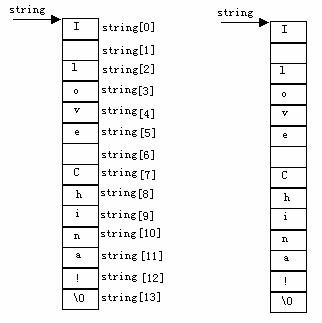 string string
I string[0] I
string[1]
l string[2] l
o string[3] o
v string[4] v
e string[5] e
string[6]
C string[7] C
h string[8] h
i string[9] i
n string[10] n
a string[11] a
! string[12] !
\0 string[13] \0